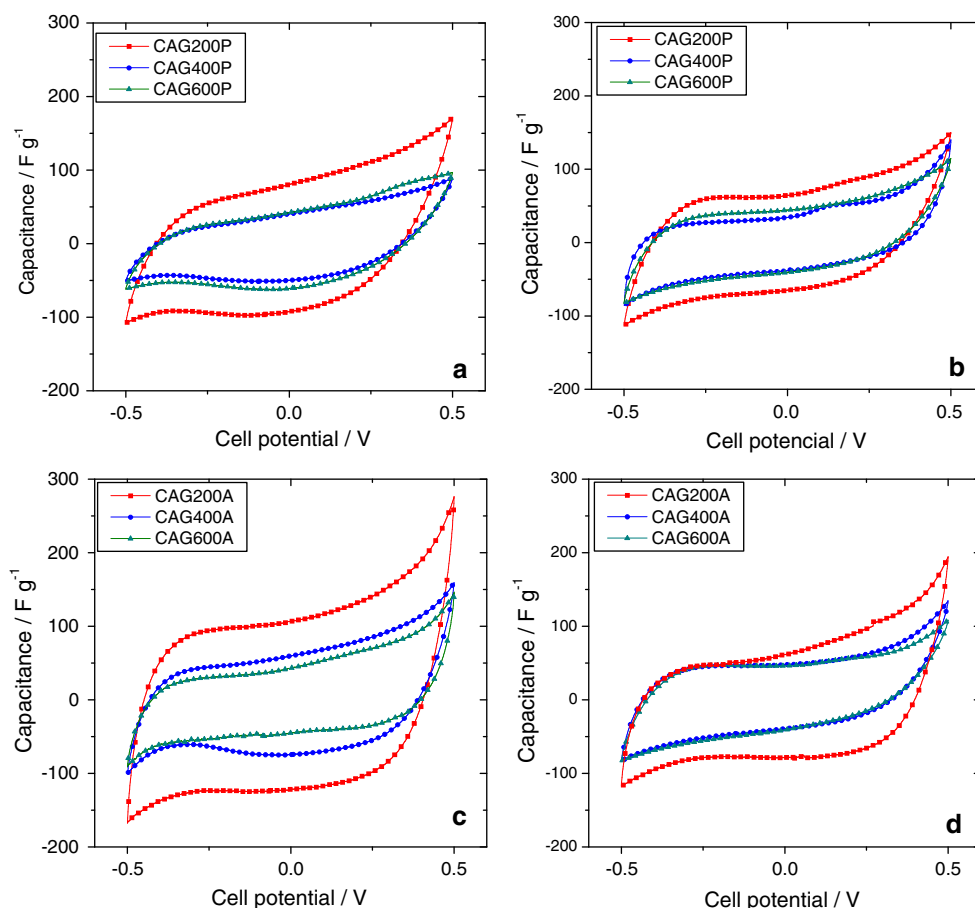 300
200
100
0
-100
-200
Capacitance / F g⁻¹
CAG200P
CAG400P
CAG600P
a
-0.5
0.0
0.5
Cell potential / V
300
200
100
0
-100
-200
Capacitance / F g⁻¹
CAG200P
CAG400P
CAG600P
b
-0.5
0.0
0.5
Cell potencial / V
300
200
100
0
-100
-200
Capacitance / F g⁻¹
CAG200A
CAG400A
CAG600A
c
-0.5
0.0
0.5
Cell potential / V
300
200
100
0
-100
-200
Capacitance / F g⁻¹
CAG200A
CAG400A
CAG600A
d
-0.5
0.0
0.5
Cell potential / V